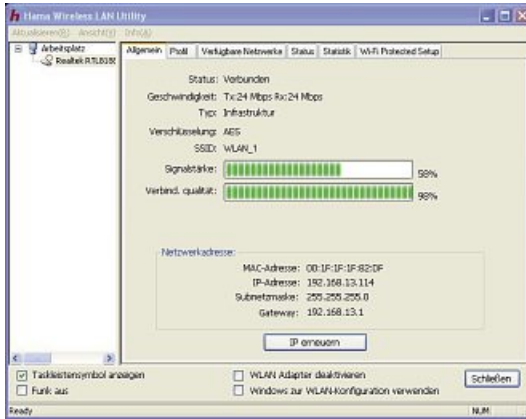 Hama Wireless LAN Utility
Aktualisieren(R) Ansicht(Y) Info(A)
Arbeitsplatz
Realtek RTL8188
Allgemein Profil Verfügbare Netzwerke Status Statistik Wi-Fi Protected Setup
Status: Verbunden
Geschwindigkeit: Tx:24 Mbps Rx:24 Mbps
Typ: Infrastruktur
Verschlüsselung: AES
SSID: WLAN_1
Signalstärke: 58%
Verbind. qualität: 98%
Netzwerkadresse:
MAC-Adresse: 00:1F:1F:1F:82:DF
IP-Adresse: 192.168.13.114
Subnetzmaske: 255.255.255.0
Gateway: 192.168.13.1
IP erneuern
Taskleistensymbol anzeigen
WLAN Adapter deaktivieren
Schließen
Funk aus
Windows zur WLAN-Konfiguration verwenden
Ready
NUM